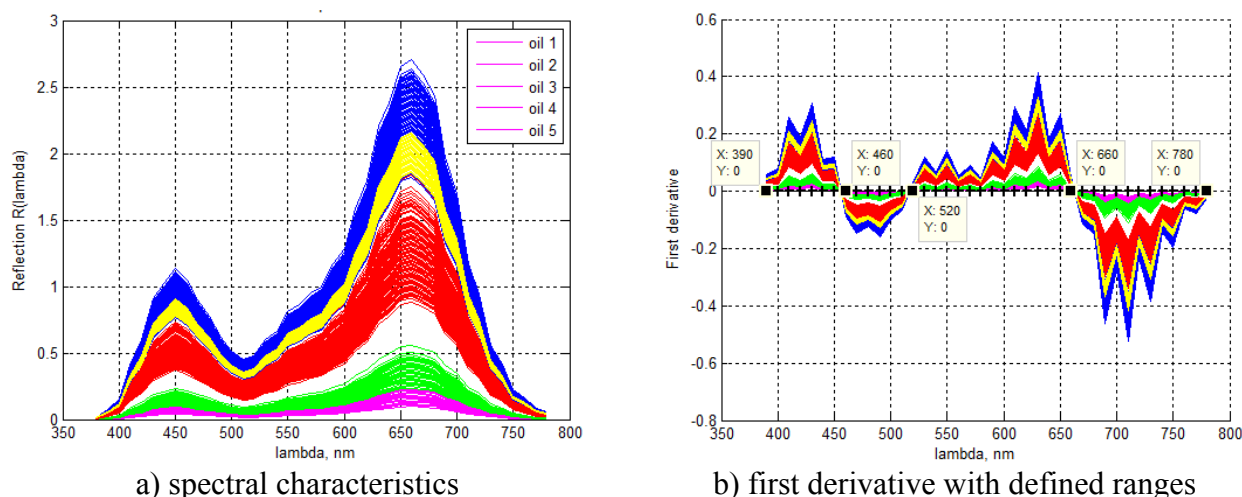 3
2.5
2
1.5
1
0.5
0
350 400 450 500 550 600 650 700 750 800
Reflection R(lambda)
lambda, nm
oil 1
oil 2
oil 3
oil 4
oil 5
a) spectral characteristics
0.6
0.4
0.2
0
-0.2
-0.4
-0.6
-0.8
350 400 450 500 550 600 650 700 750 800
First derivative
lambda, nm
X: 390
Y: 0
X: 460
Y: 0
X: 520
Y: 0
X: 660
Y: 0
X: 780
Y: 0
b) first derivative with defined ranges